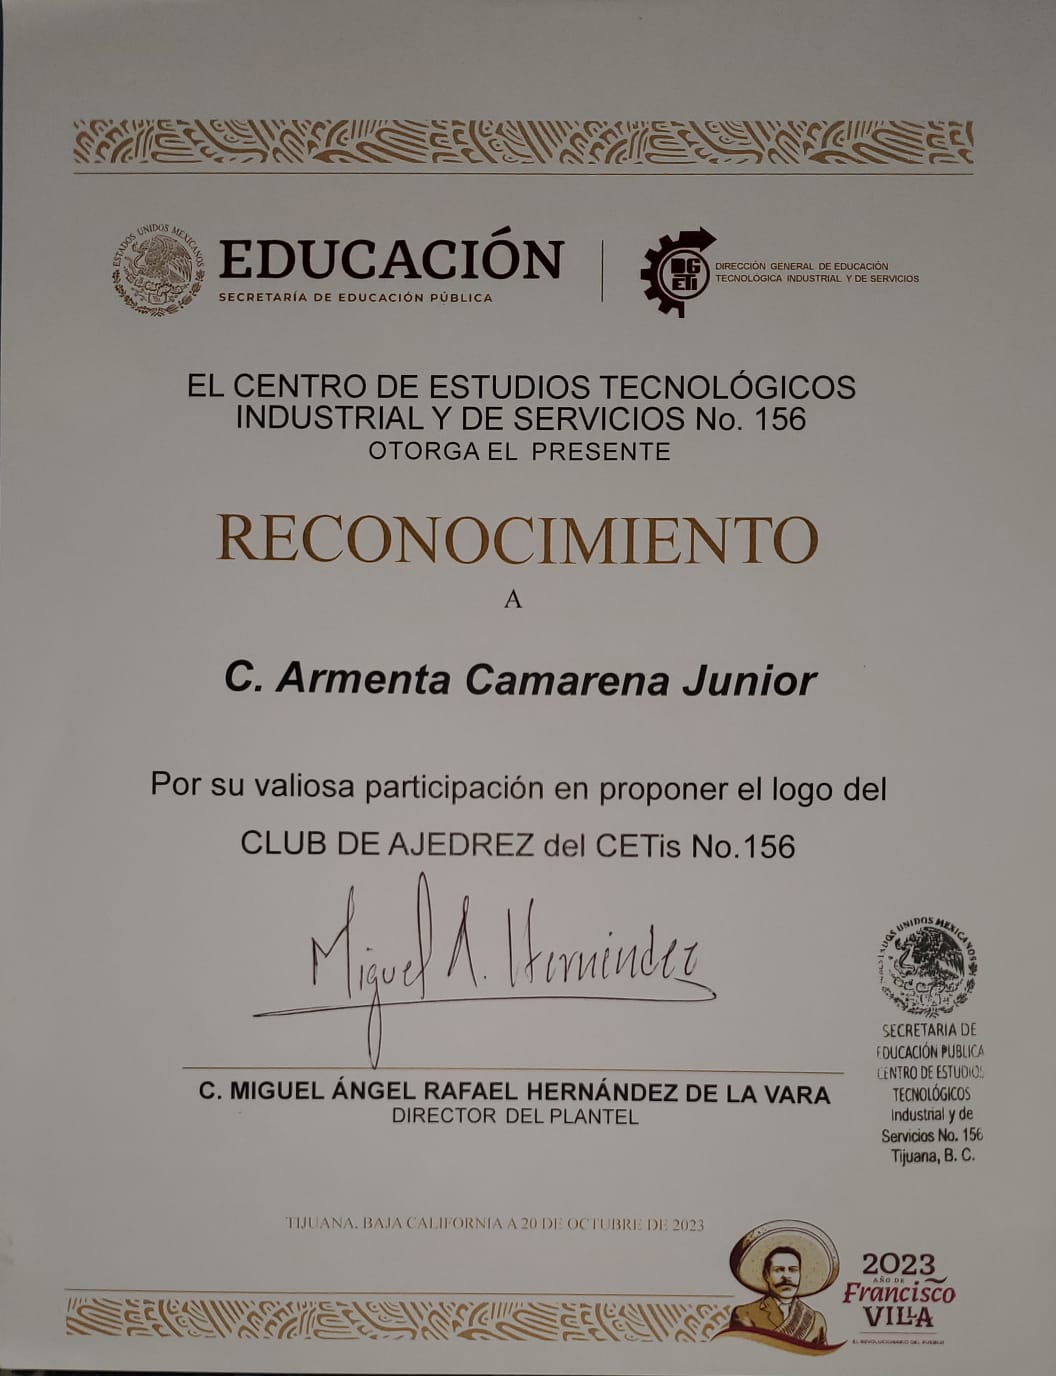 ESTADOS UNIDOS MEXICANOS
EDUCACIÓN
SECRETARÍA DE EDUCACIÓN PÚBLICA
DGETi
DIRECCIÓN GENERAL DE EDUCACIÓN
TECNOLÓGICA INDUSTRIAL Y DE SERVICIOS
EL CENTRO DE ESTUDIOS TECNOLÓGICOS
INDUSTRIAL Y DE SERVICIOS No. 156
OTORGA EL PRESENTE
RECONOCIMIENTO
A
C. Armenta Camarena Junior
Por su valiosa participación en proponer el logo del
CLUB DE AJEDREZ del CETis No.156
Miguel A. Hernández
C. MIGUEL ÁNGEL RAFAEL HERNÁNDEZ DE LA VARA
DIRECTOR DEL PLANTEL
ESTADOS UNIDOS MEXICANOS
SECRETARIA DE
EDUCACIÓN PUBLICA
CENTRO DE ESTUDIOS
TECNOLÓGICOS
Industrial y de
Servicios No. 156
Tijuana, B. C.
TIJUANA, BAJA CALIFORNIA A 20 DE OCTUBRE DE 2023
2023
AÑO DE
Francisco
VILLA
EL REVOLUCIONARIO DEL PUEBLO